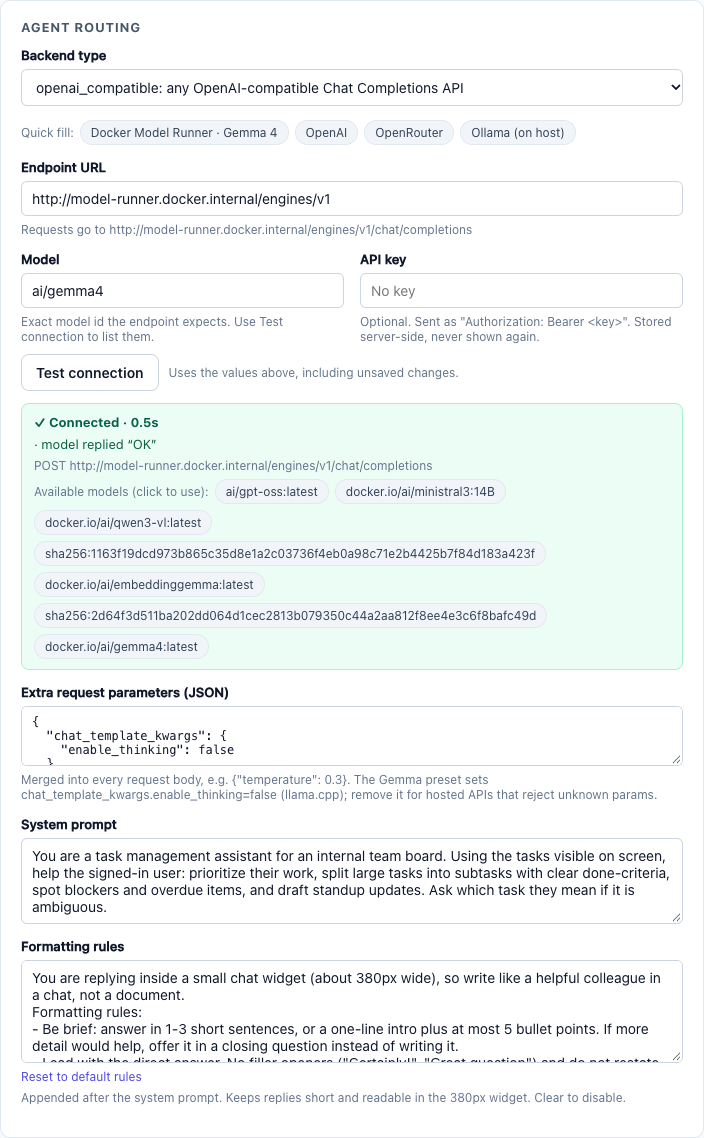 AGENT ROUTING
Backend type
openai_compatible: any OpenAI-compatible Chat Completions API
Quick fill: Docker Model Runner · Gemma 4 OpenAI OpenRouter Ollama (on host)
Endpoint URL
http://model-runner.docker.internal/engines/v1
Requests go to http://model-runner.docker.internal/engines/v1/chat/completions
Model API key
ai/gemma4 No key
Exact model id the endpoint expects. Use Test
connection to list them.
Optional. Sent as "Authorization: Bearer <key>". Stored
server-side, never shown again.
Test connection Uses the values above, including unsaved changes.
✓ Connected · 0.5s
· model replied “OK”
POST http://model-runner.docker.internal/engines/v1/chat/completions
Available models (click to use): ai/gpt-oss:latest docker.io/ai/ministral3:14B
docker.io/ai/qwen3-vl:latest
sha256:1163f19dcd973b865c35d8e1a2c03736f4eb0a98c71e2b4425b7f84d183a423f
docker.io/ai/embeddinggemma:latest
sha256:2d64f3d511ba202dd064d1cec2813b079350c44a2aa812f8ee4e3c6f8bafc49d
docker.io/ai/gemma4:latest
Extra request parameters (JSON)
{
"chat_template_kwargs": {
"enable_thinking": false
}
Merged into every request body, e.g. {"temperature": 0.3}. The Gemma preset sets
chat_template_kwargs.enable_thinking=false (llama.cpp); remove it for hosted APIs that reject unknown params.
System prompt
You are a task management assistant for an internal team board. Using the tasks visible on screen,
help the signed-in user: prioritize their work, split large tasks into subtasks with clear done-criteria,
spot blockers and overdue items, and draft standup updates. Ask which task they mean if it is
ambiguous.
Formatting rules
You are replying inside a small chat widget (about 380px wide), so write like a helpful colleague in
a chat, not a document.
Formatting rules:
- Be brief: answer in 1-3 short sentences, or a one-line intro plus at most 5 bullet points. If more
detail would help, offer it in a closing question instead of writing it.
- Lead with the direct answer. No filler openers ("Certainly!", "Great question") and do not restate
Reset to default rules
Appended after the system prompt. Keeps replies short and readable in the 380px widget. Clear to disable.